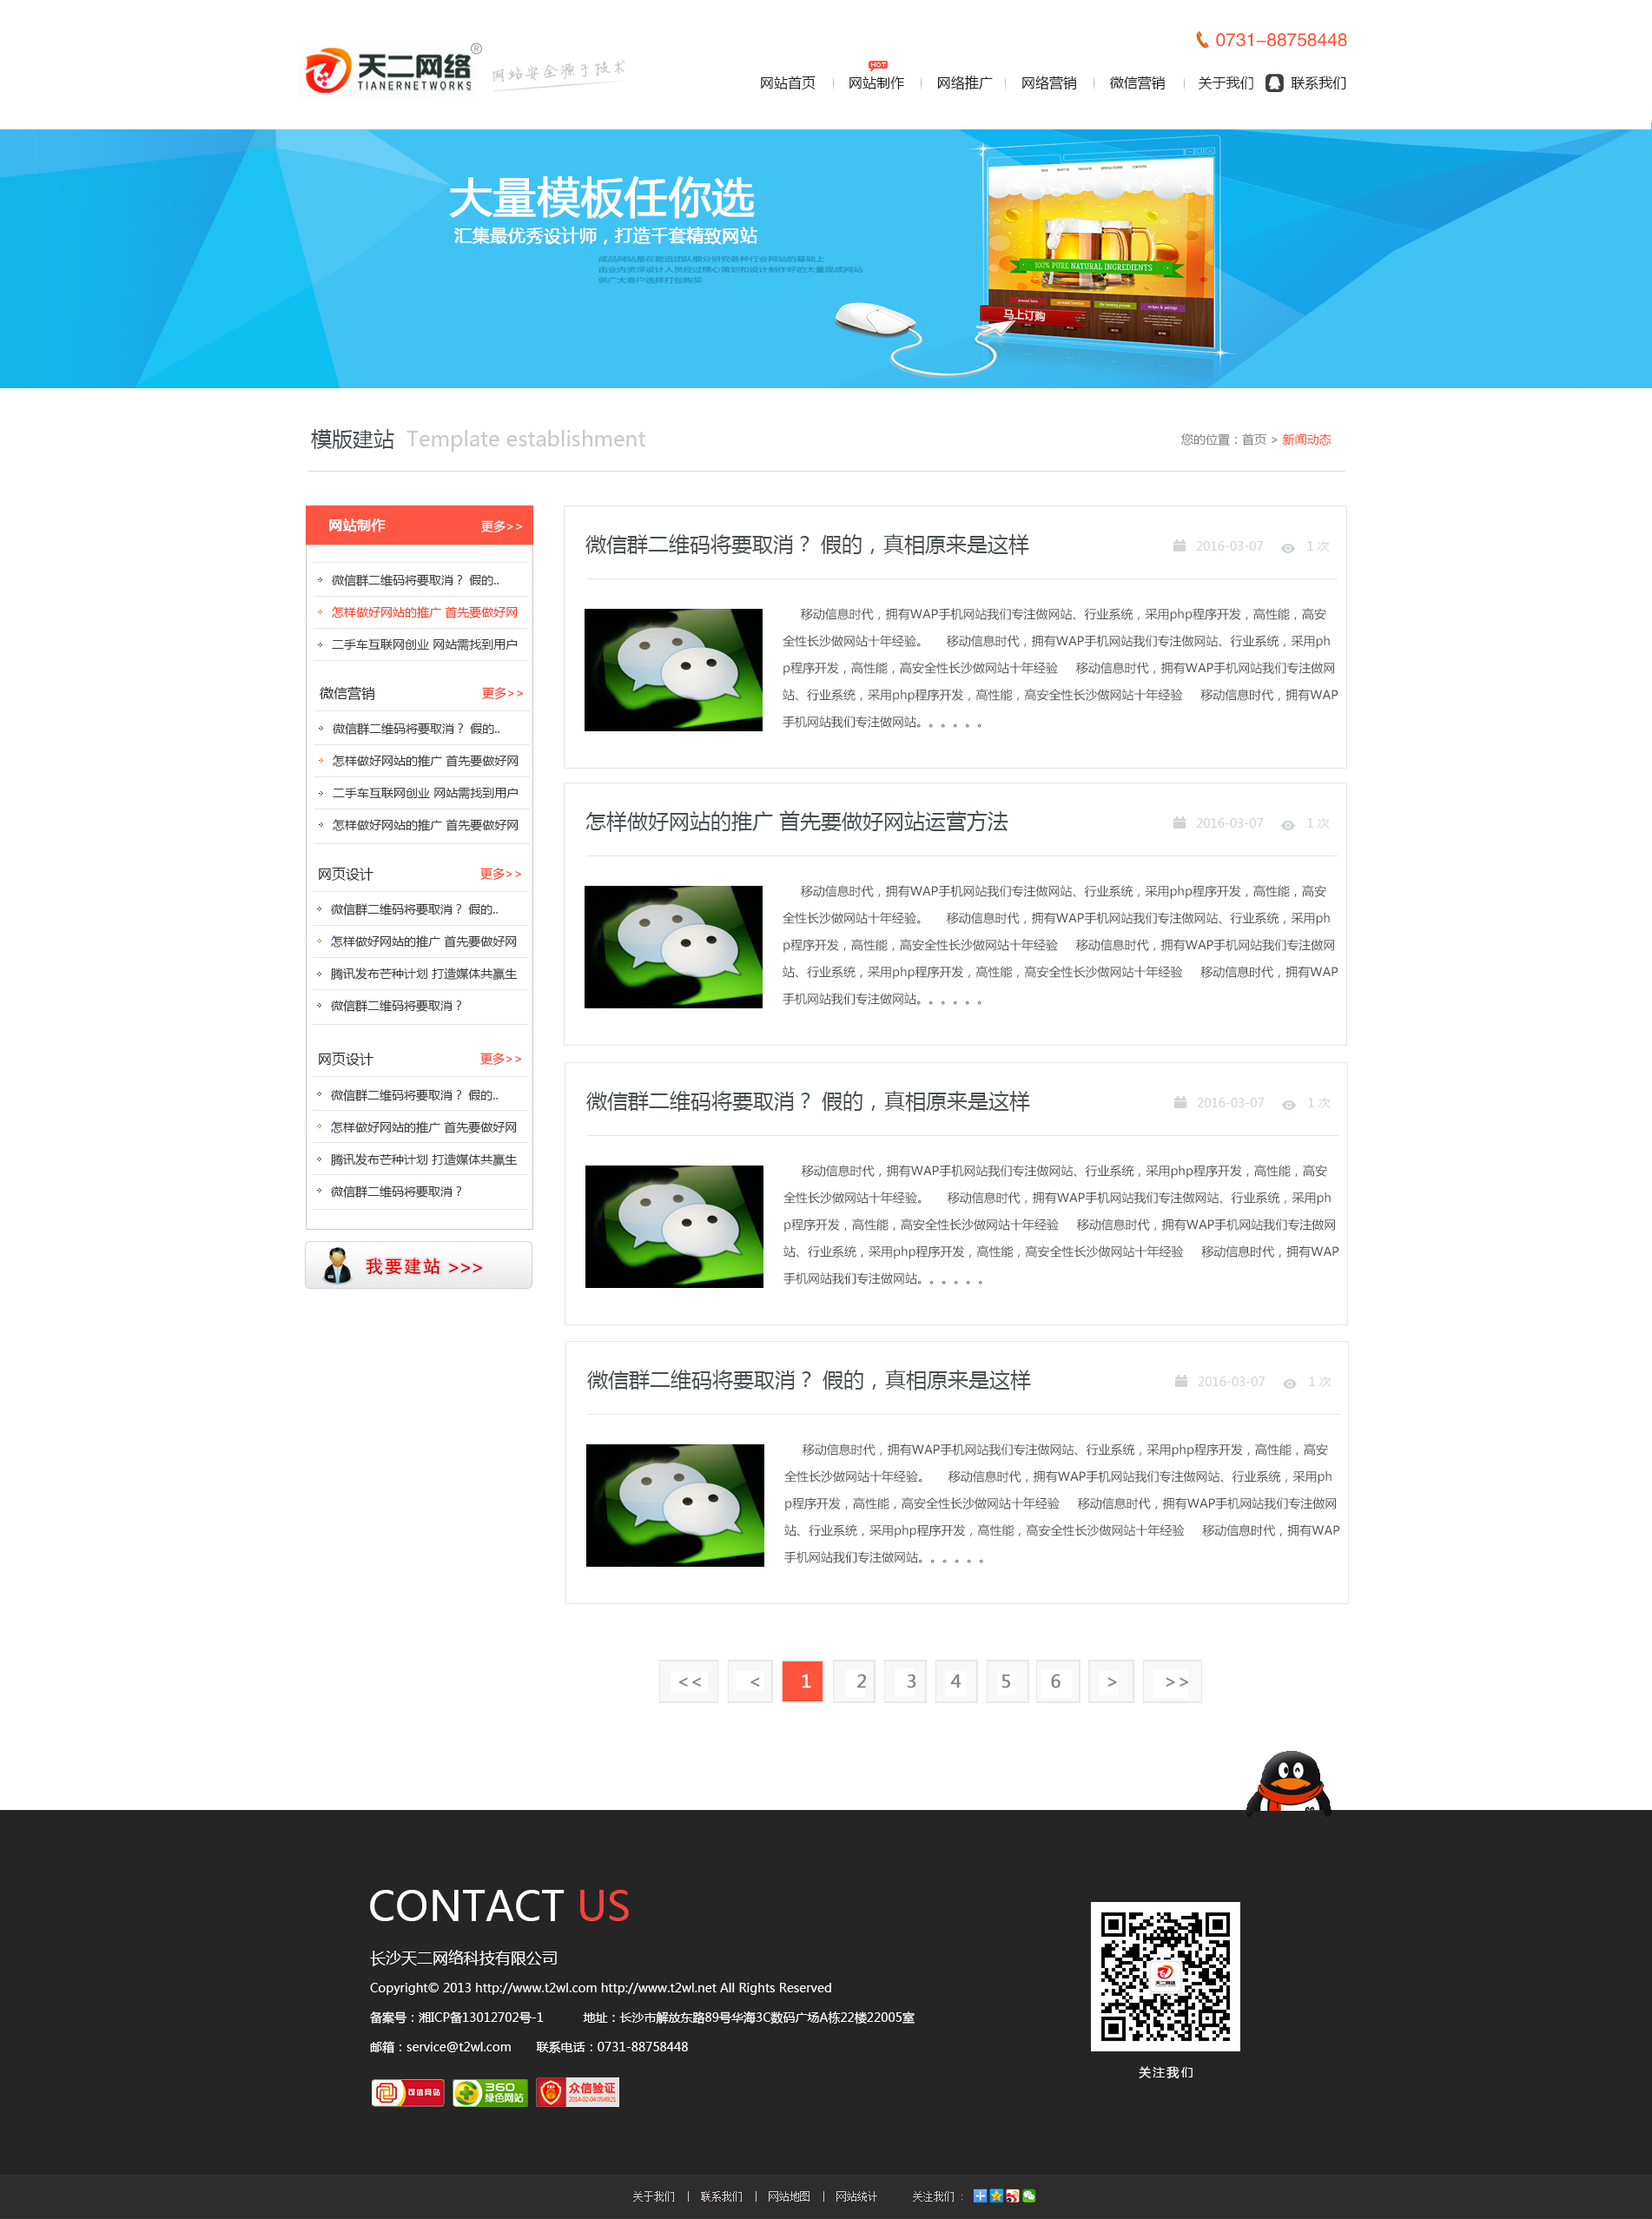 0731-88758448
天二网络®
TIANERNETWORKS
网站安全源于技术
HOT
网站首页 网站制作 网络推广 网络营销 微信营销 关于我们 联系我们
大量模板任你选
汇集最优秀设计师，打造千套精致网站
100% PURE NATURAL INGREDIENTS
马上订购
模版建站 Template establishment
您的位置：首页 > 新闻动态
网站制作 更多>>
微信群二维码将要取消？ 假的..
怎样做好网站的推广 首先要做好网
二手车互联网创业 网站需找到用户
微信营销 更多>>
微信群二维码将要取消？ 假的..
怎样做好网站的推广 首先要做好网
二手车互联网创业 网站需找到用户
怎样做好网站的推广 首先要做好网
网页设计 更多>>
微信群二维码将要取消？ 假的..
怎样做好网站的推广 首先要做好网
腾讯发布芒种计划 打造媒体共赢生
微信群二维码将要取消？
网页设计 更多>>
微信群二维码将要取消？ 假的..
怎样做好网站的推广 首先要做好网
腾讯发布芒种计划 打造媒体共赢生
微信群二维码将要取消？
我要建站 >>>
微信群二维码将要取消？ 假的，真相原来是这样 2016-03-07 1 次
移动信息时代，拥有WAP手机网站我们专注做网站、行业系统，采用php程序开发，高性能，高安
全性长沙做网站十年经验。 移动信息时代，拥有WAP手机网站我们专注做网站、行业系统，采用ph
p程序开发，高性能，高安全性长沙做网站十年经验 移动信息时代，拥有WAP手机网站我们专注做网
站、行业系统，采用php程序开发，高性能，高安全性长沙做网站十年经验 移动信息时代，拥有WAP
手机网站我们专注做网站。。。。。。
怎样做好网站的推广 首先要做好网站运营方法 2016-03-07 1 次
移动信息时代，拥有WAP手机网站我们专注做网站、行业系统，采用php程序开发，高性能，高安
全性长沙做网站十年经验。 移动信息时代，拥有WAP手机网站我们专注做网站、行业系统，采用ph
p程序开发，高性能，高安全性长沙做网站十年经验 移动信息时代，拥有WAP手机网站我们专注做网
站、行业系统，采用php程序开发，高性能，高安全性长沙做网站十年经验 移动信息时代，拥有WAP
手机网站我们专注做网站。。。。。。
微信群二维码将要取消？ 假的，真相原来是这样 2016-03-07 1 次
移动信息时代，拥有WAP手机网站我们专注做网站、行业系统，采用php程序开发，高性能，高安
全性长沙做网站十年经验。 移动信息时代，拥有WAP手机网站我们专注做网站、行业系统，采用ph
p程序开发，高性能，高安全性长沙做网站十年经验 移动信息时代，拥有WAP手机网站我们专注做网
站、行业系统，采用php程序开发，高性能，高安全性长沙做网站十年经验 移动信息时代，拥有WAP
手机网站我们专注做网站。。。。。。
微信群二维码将要取消？ 假的，真相原来是这样 2016-03-07 1 次
移动信息时代，拥有WAP手机网站我们专注做网站、行业系统，采用php程序开发，高性能，高安
全性长沙做网站十年经验。 移动信息时代，拥有WAP手机网站我们专注做网站、行业系统，采用ph
p程序开发，高性能，高安全性长沙做网站十年经验 移动信息时代，拥有WAP手机网站我们专注做网
站、行业系统，采用php程序开发，高性能，高安全性长沙做网站十年经验 移动信息时代，拥有WAP
手机网站我们专注做网站。。。。。。
<< < 1 2 3 4 5 6 > >>
CONTACT US
长沙天二网络科技有限公司
Copyright© 2013 http://www.t2wl.com http://www.t2wl.net All Rights Reserved
备案号：湘ICP备13012702号-1 地址：长沙市解放东路89号华海3C数码广场A栋22楼22005室
邮箱：service@t2wl.com 联系电话：0731-88758448
可信网站
360
绿色网站
众信验证
天二网络
关注我们
关于我们 | 联系我们 | 网站地图 | 网站统计 关注我们：